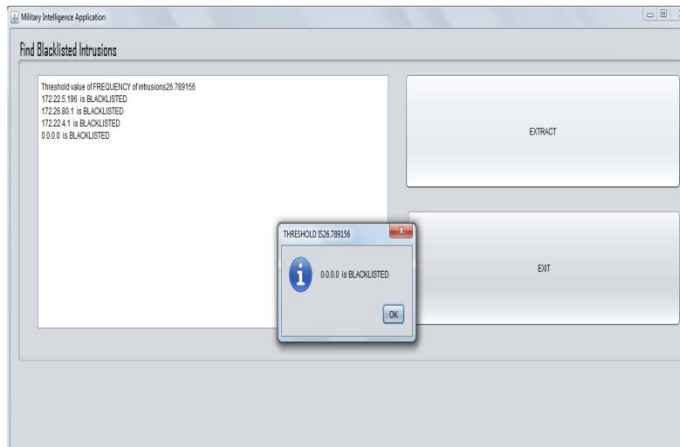 Military Intelligence Application
Find Blacklisted Intrusions
Threshold value of FREQUENCY of intrusions26.789156
172.22.5.196 is BLACKLISTED
172.26.80.1 is BLACKLISTED
172.22.4.1 is BLACKLISTED
0.0.0.0 is BLACKLISTED
EXTRACT
THRESHOLD IS26.789156
0.0.0.0 is BLACKLISTED
OK
EXIT